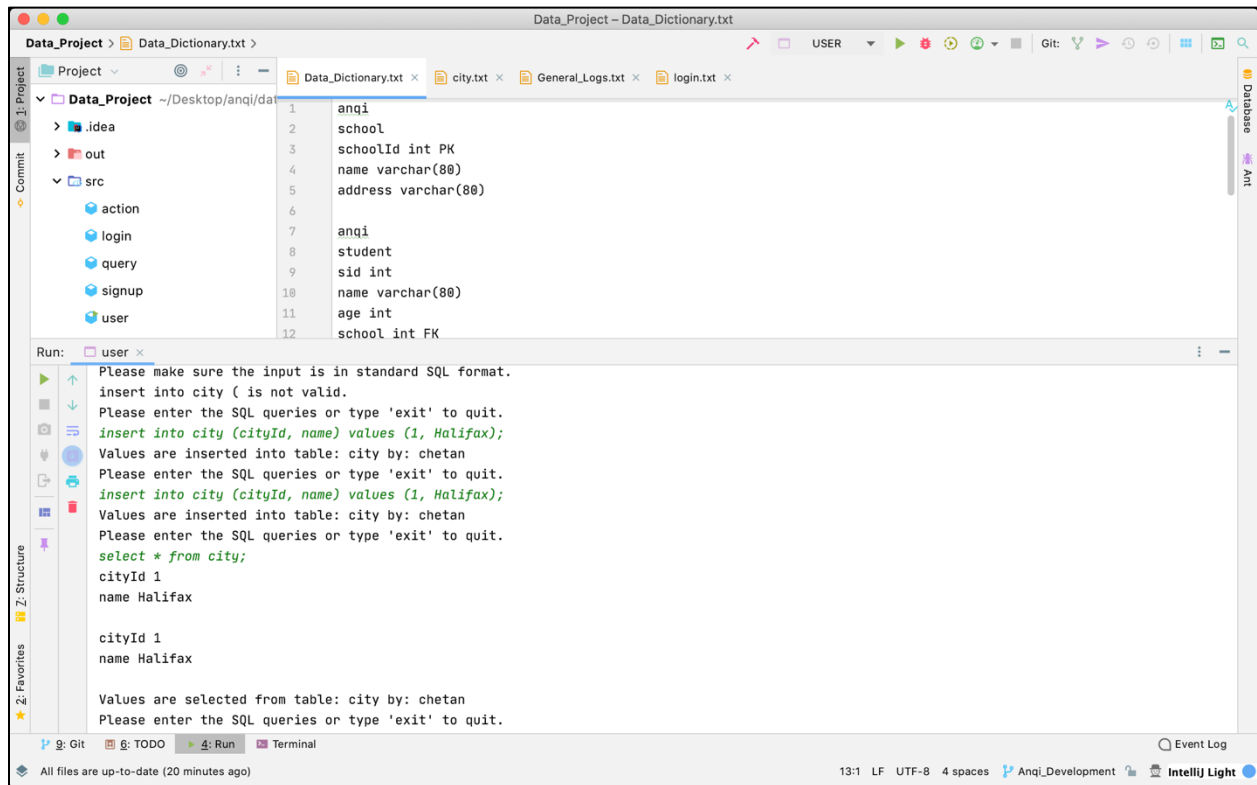 Data_Project – Data_Dictionary.txt
Data_Project > Data_Dictionary.txt >
USER
Git:
1: Project
Commit
Z: Structure
2: Favorites
Project
Data_Project ~/Desktop/anqi/dat
.idea
out
src
action
login
query
signup
user
Data_Dictionary.txt × city.txt × General_Logs.txt × login.txt ×
1 anqi
2 school
3 schoolId int PK
4 name varchar(80)
5 address varchar(80)
6
7 anqi
8 student
9 sid int
10 name varchar(80)
11 age int
12 school int FK
Database
Ant
Run: user ×
Please make sure the input is in standard SQL format.
insert into city ( is not valid.
Please enter the SQL queries or type 'exit' to quit.
insert into city (cityId, name) values (1, Halifax);
Values are inserted into table: city by: chetan
Please enter the SQL queries or type 'exit' to quit.
insert into city (cityId, name) values (1, Halifax);
Values are inserted into table: city by: chetan
Please enter the SQL queries or type 'exit' to quit.
select * from city;
cityId 1
name Halifax
cityId 1
name Halifax
Values are selected from table: city by: chetan
Please enter the SQL queries or type 'exit' to quit.
9: Git 6: TODO 4: Run Terminal Event Log
All files are up-to-date (20 minutes ago) 13:1 LF UTF-8 4 spaces Anqi_Development IntelliJ Light